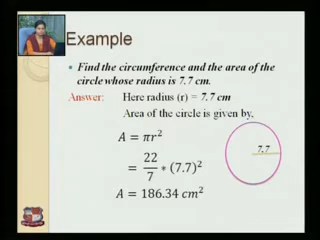 Example
• Find the circumference and the area of the
circle whose radius is 7.7 cm.
Answer: Here radius (r) = 7.7 cm
Area of the circle is given by,
A = πr²
= 22/7 * (7.7)²
A = 186.34 cm²
7.7